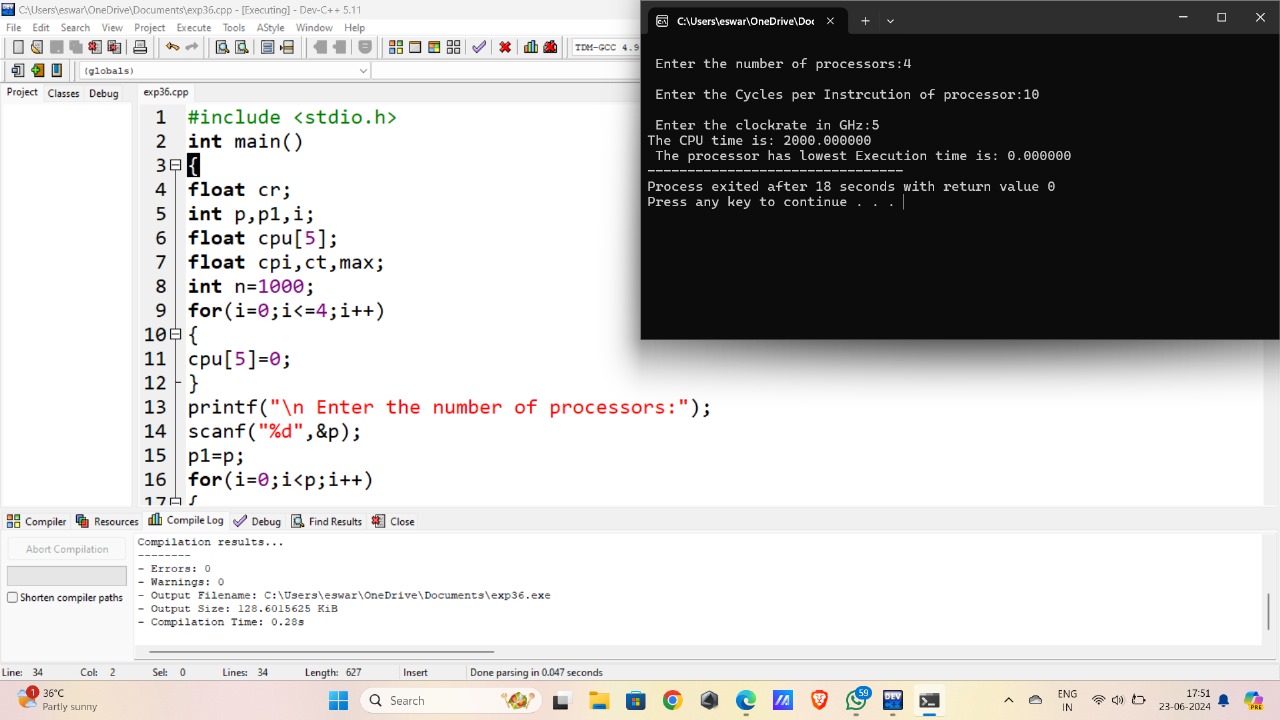 C:\Users\eswar\OneDrive\Documents\exp36.cpp - [Executing] - Dev-C++ 5.11
File Edit Search View Project Execute Tools AStyle Window Help
TDM-GCC 4.9
(globals)
Project Classes Debug
exp36.cpp
1 #include <stdio.h>
2 int main()
3 {
4 float cr;
5 int p,p1,i;
6 float cpu[5];
7 float cpi,ct,max;
8 int n=1000;
9 for(i=0;i<=4;i++)
10 {
11 cpu[5]=0;
12 }
13 printf("\n Enter the number of processors:");
14 scanf("%d",&p);
15 p1=p;
16 for(i=0;i<p;i++)
17 {
C:\Users\eswar\OneDrive\Doc
Enter the number of processors:4
Enter the Cycles per Instrcution of processor:10
Enter the clockrate in GHz:5
The CPU time is: 2000.000000
The processor has lowest Execution time is: 0.000000
--------------------------------
Process exited after 18 seconds with return value 0
Press any key to continue . . .
Compiler Resources Compile Log Debug Find Results Close
Abort Compilation
Shorten compiler paths
Compilation results...
--------
- Errors: 0
- Warnings: 0
- Output Filename: C:\Users\eswar\OneDrive\Documents\exp36.exe
- Output Size: 128.6015625 KiB
- Compilation Time: 0.28s
Line: 34 Col: 2 Sel: 0 Lines: 34 Length: 627 Insert Done parsing in 0.047 seconds
1
36°C
Partly sunny
Search
59
DEV
ENG
IN
17:51
23-06-2024
PRE